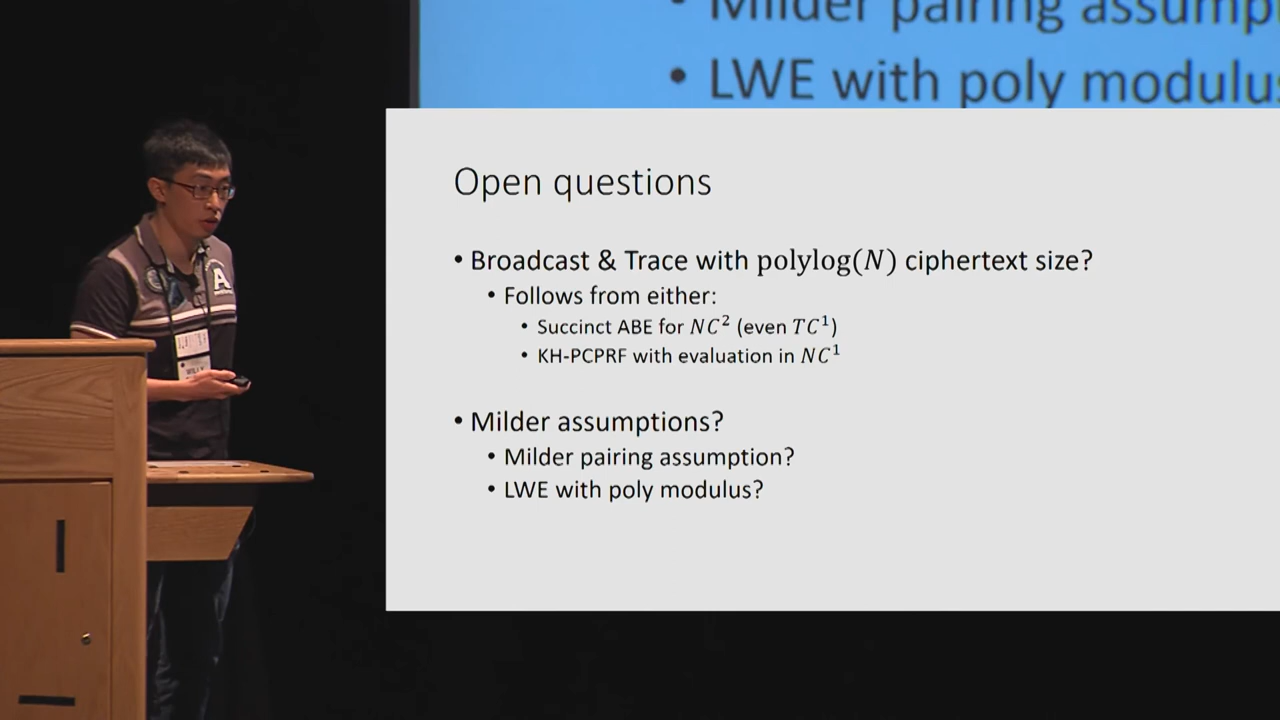 • Milder pairing assump
• LWE with poly modulus
Open questions
• Broadcast & Trace with polylog(N) ciphertext size?
• Follows from either:
• Succinct ABE for NC² (even TC¹)
• KH-PCPRF with evaluation in NC¹
• Milder assumptions?
• Milder pairing assumption?
• LWE with poly modulus?
A